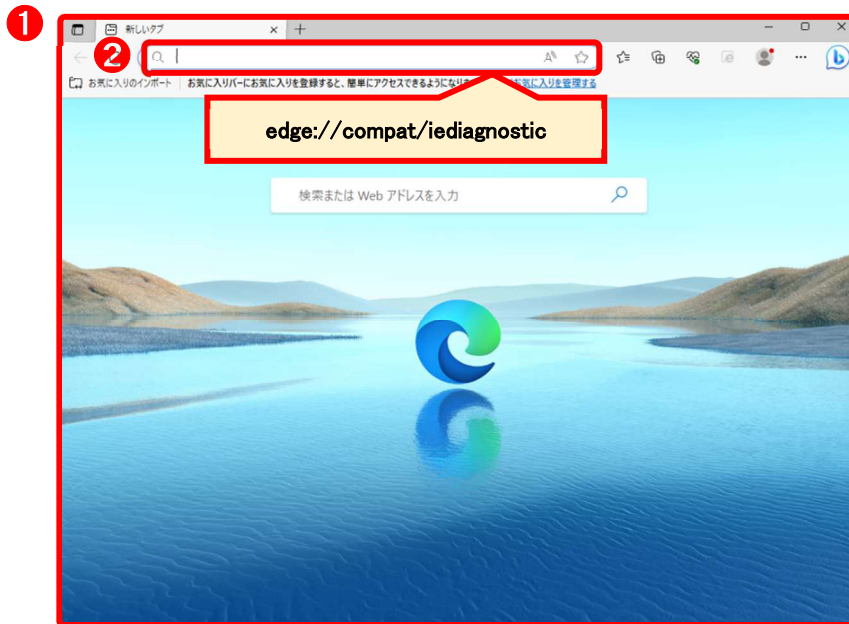 1
新しいタブ
2
お気に入りのインポート
お気に入りバーにお気に入りを登録すると、簡単にアクセスできるようになりま
お気に入りを管理する
edge://compat/iediagnostic
検索または Web アドレスを入力